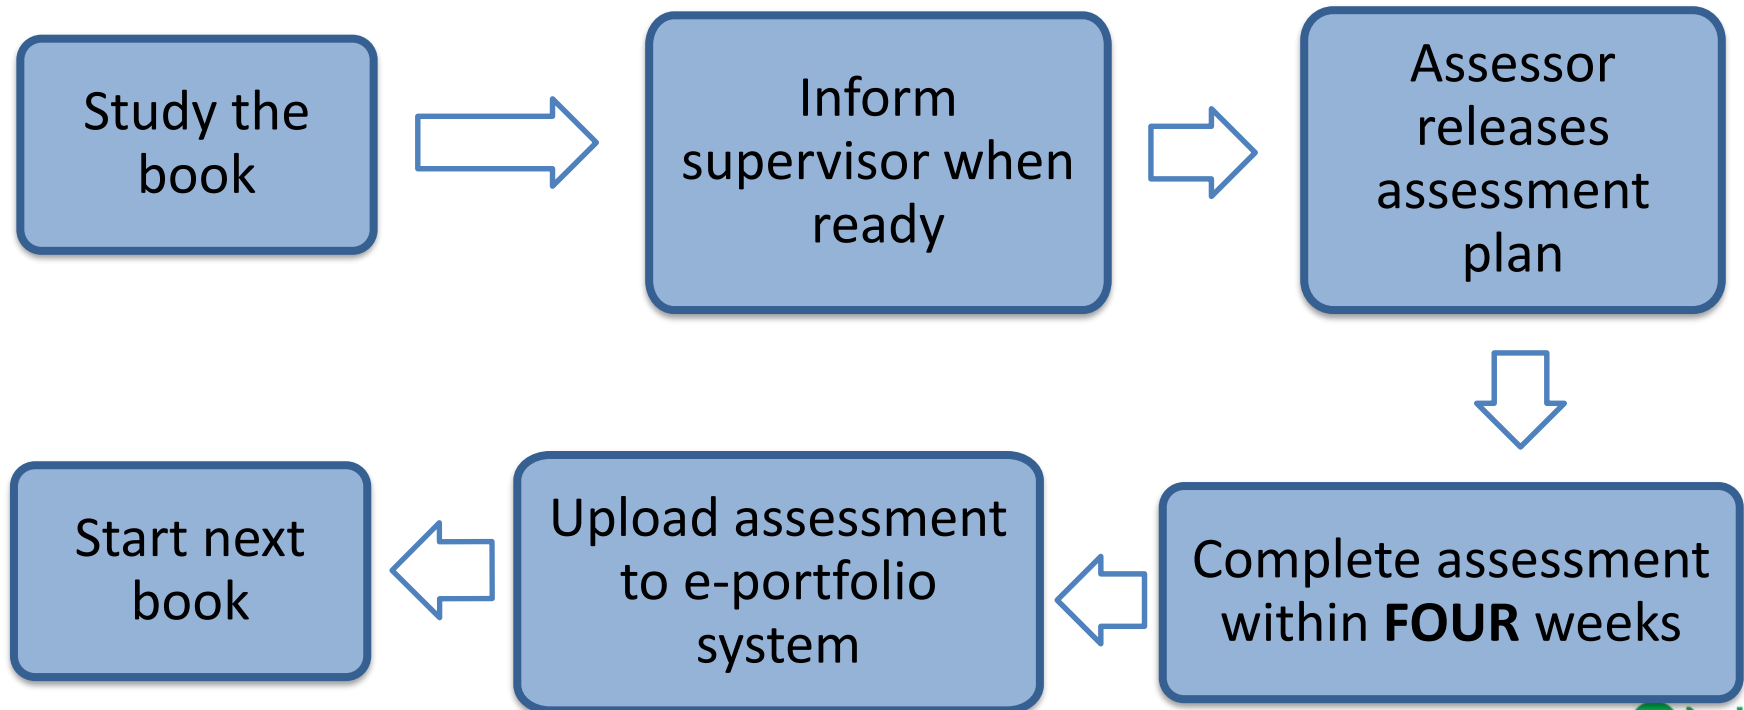 Study the
book
Inform
supervisor when
ready
Assessor
releases
assessment
plan
Complete assessment
within FOUR weeks
Upload assessment
to e-portfolio
system
Start next
book